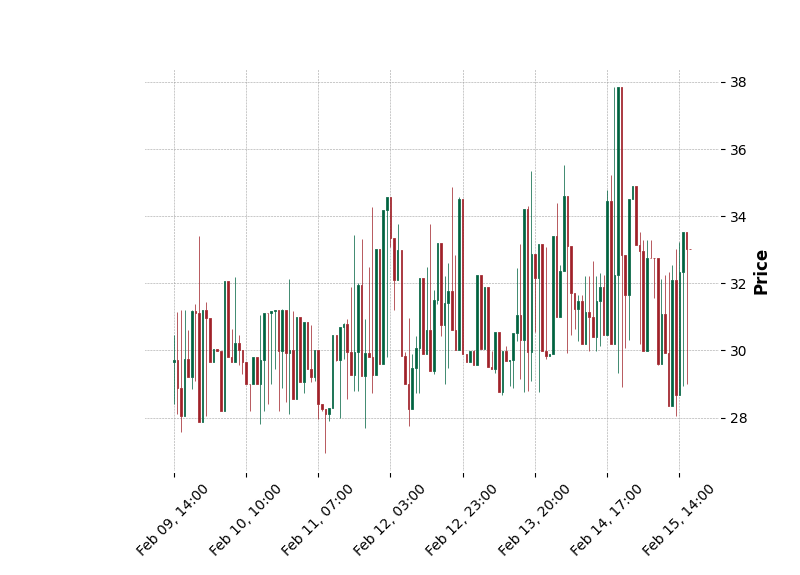 38
36
34
32
30
28
Price
Feb 09, 14:00
Feb 10, 10:00
Feb 11, 07:00
Feb 12, 03:00
Feb 12, 23:00
Feb 13, 20:00
Feb 14, 17:00
Feb 15, 14:00